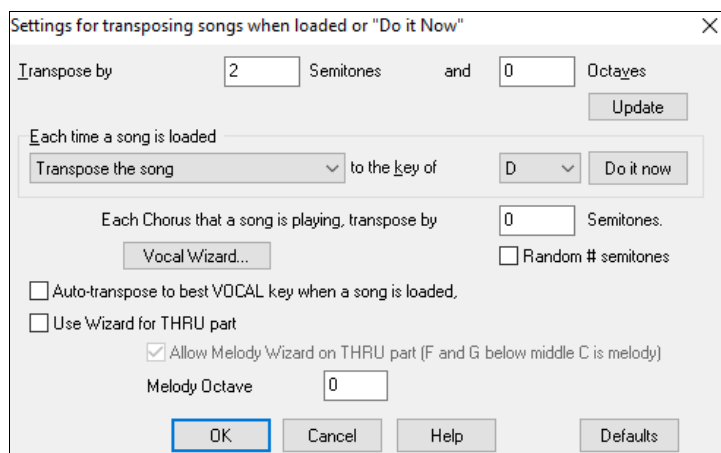 Settings for transposing songs when loaded or "Do it Now"
Transpose by 2 Semitones and 0 Octaves
Update
Each time a song is loaded
Transpose the song to the key of D Do it now
Each Chorus that a song is playing, transpose by 0 Semitones.
Vocal Wizard... Random # semitones
Auto-transpose to best VOCAL key when a song is loaded,
Use Wizard for THRU part
Allow Melody Wizard on THRU part (F and G below middle C is melody)
Melody Octave 0
OK Cancel Help Defaults